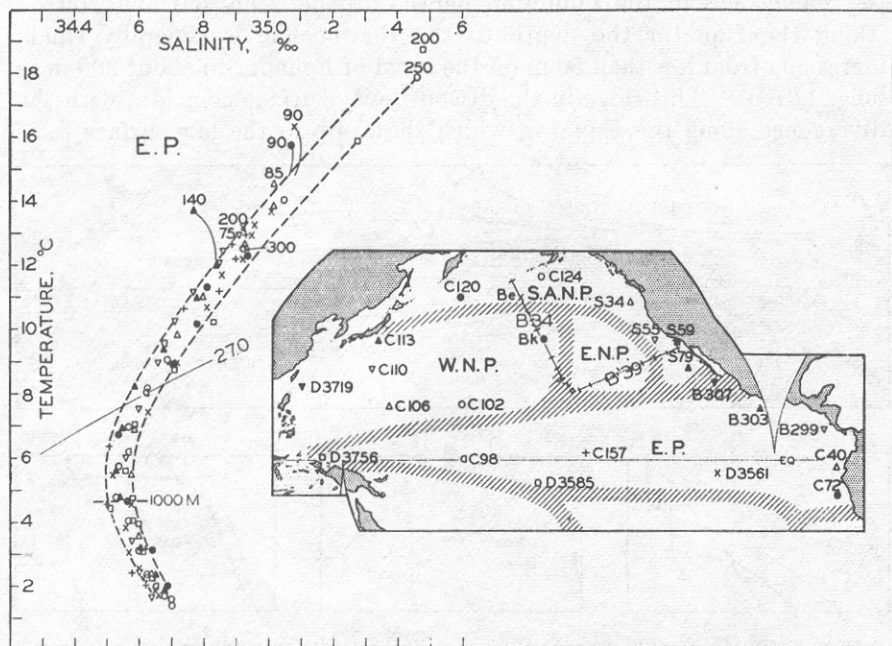 34.4 .6 .8 35.0 .2 .4 .6
SALINITY, ‰
200
250
18
16
14
12
10
8
6
4
2
TEMPERATURE, °C
E.P.
90
90
85
140
200
75
300
27.0
1000 M
C124
C120
Be
S.A.N.P.
S34
B'34
S55
S59
C113
Bk
E.N.P.
S79
W.N.P.
C110
B'39
D3719
B307
C106
C102
B303
B299
E.P.
D3756
C98
C157
EQ
C40
D3561
D3585
C72